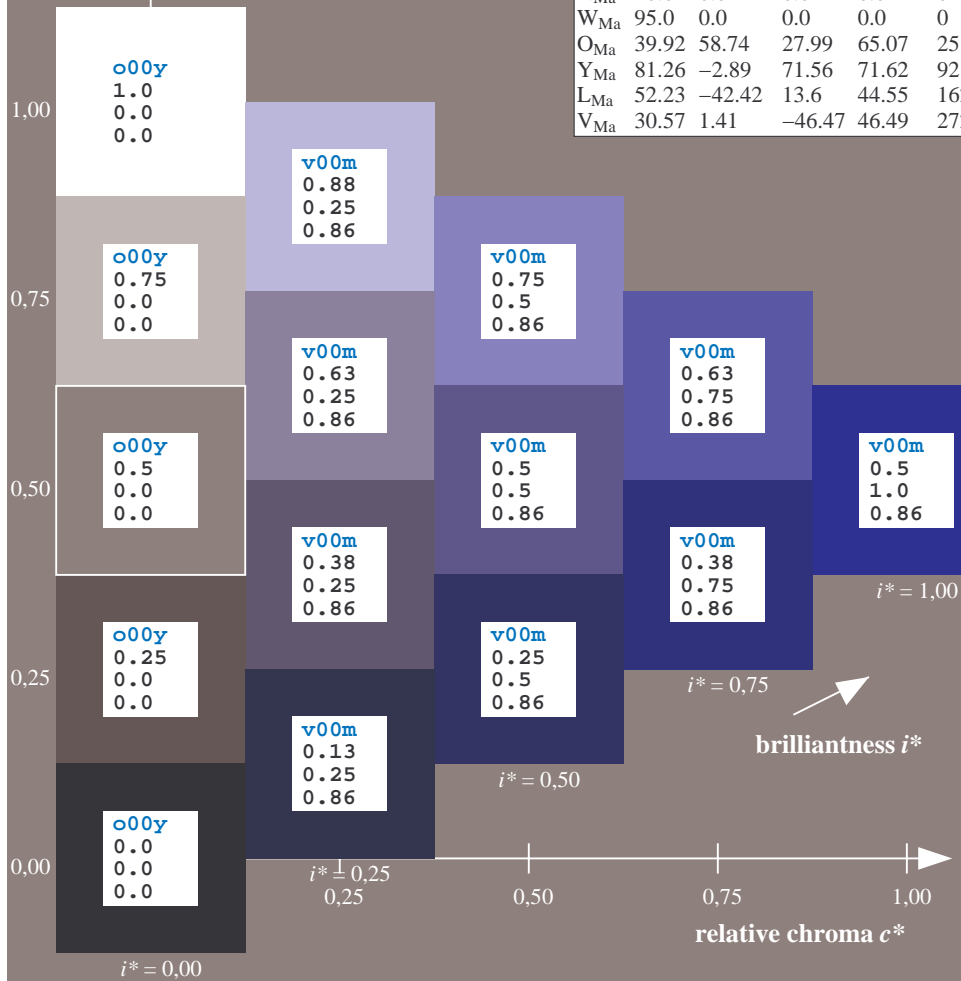 W_Ma 95.0 0.0 0.0 0.0 0
O_Ma 39.92 58.74 27.99 65.07 25
Y_Ma 81.26 −2.89 71.56 71.62 92
L_Ma 52.23 −42.42 13.6 44.55
V_Ma 30.57 1.41 −46.47 46.49
o00y
1.0
0.0
0.0
1,00
v00m
0.88
0.25
0.86
o00y
0.75
0.0
0.0
v00m
0.75
0.5
0.86
0,75
v00m
0.63
0.25
0.86
v00m
0.63
0.75
0.86
o00y
0.5
0.0
0.0
v00m
0.5
0.5
0.86
v00m
0.5
1.0
0.86
0,50
v00m
0.38
0.25
0.86
v00m
0.38
0.75
0.86
i* = 1,00
o00y
0.25
0.0
0.0
v00m
0.25
0.5
0.86
0,25
i* = 0,75
v00m
0.13
0.25
0.86
brilliantness i*
i* = 0,50
o00y
0.0
0.0
0.0
0,00
i* = 0,25
0,25 0,50 0,75 1,00
relative chroma c*
i* = 0,00